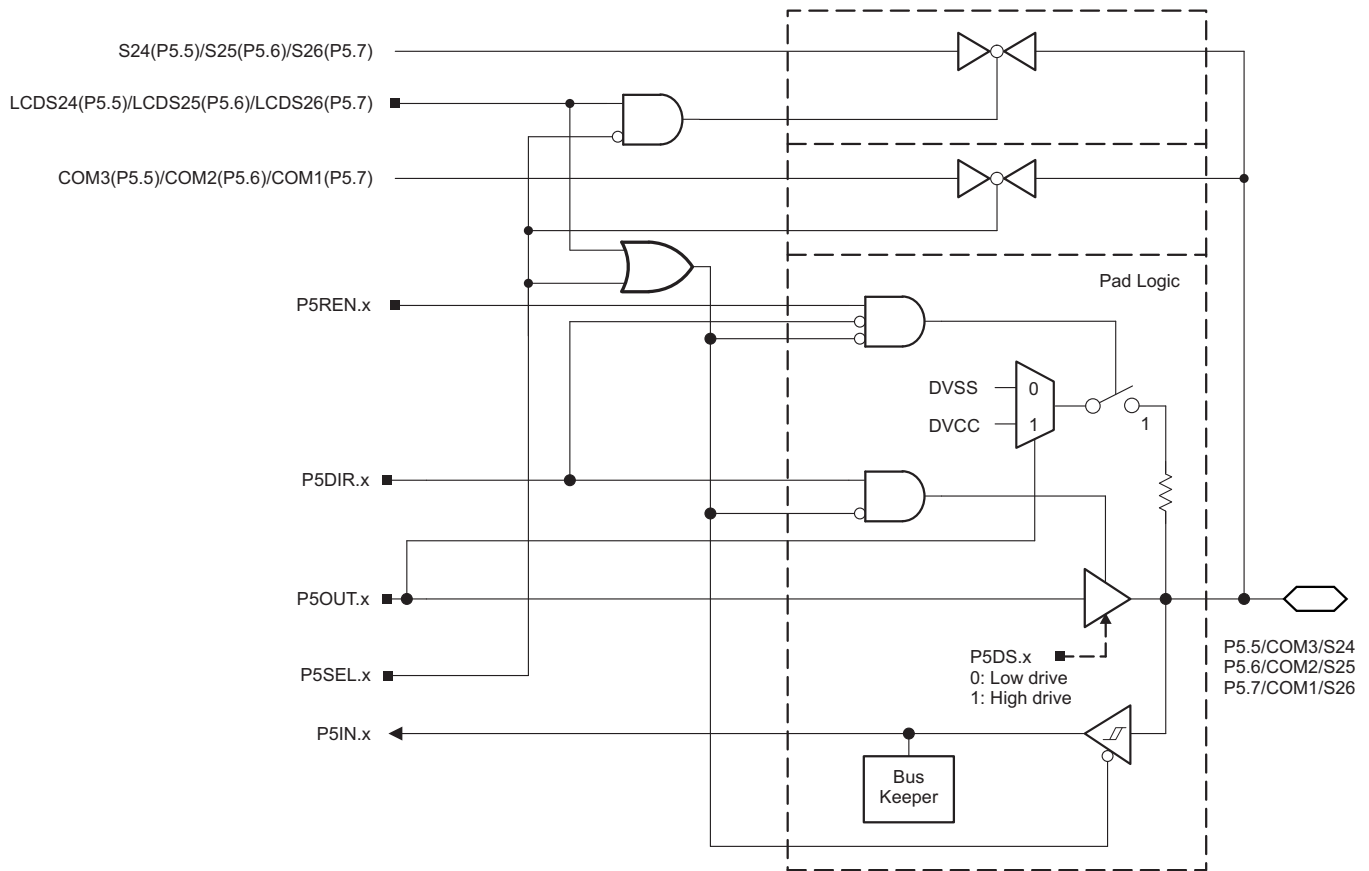 S24(P5.5)/S25(P5.6)/S26(P5.7)
LCDS24(P5.5)/LCDS25(P5.6)/LCDS26(P5.7)
COM3(P5.5)/COM2(P5.6)/COM1(P5.7)
Pad Logic
P5REN.x
DVSS
0
DVCC
1
1
P5DIR.x
P5OUT.x
P5DS.x
0: Low drive
1: High drive
P5.5/COM3/S24
P5.6/COM2/S25
P5.7/COM1/S26
P5SEL.x
P5IN.x
Bus
Keeper